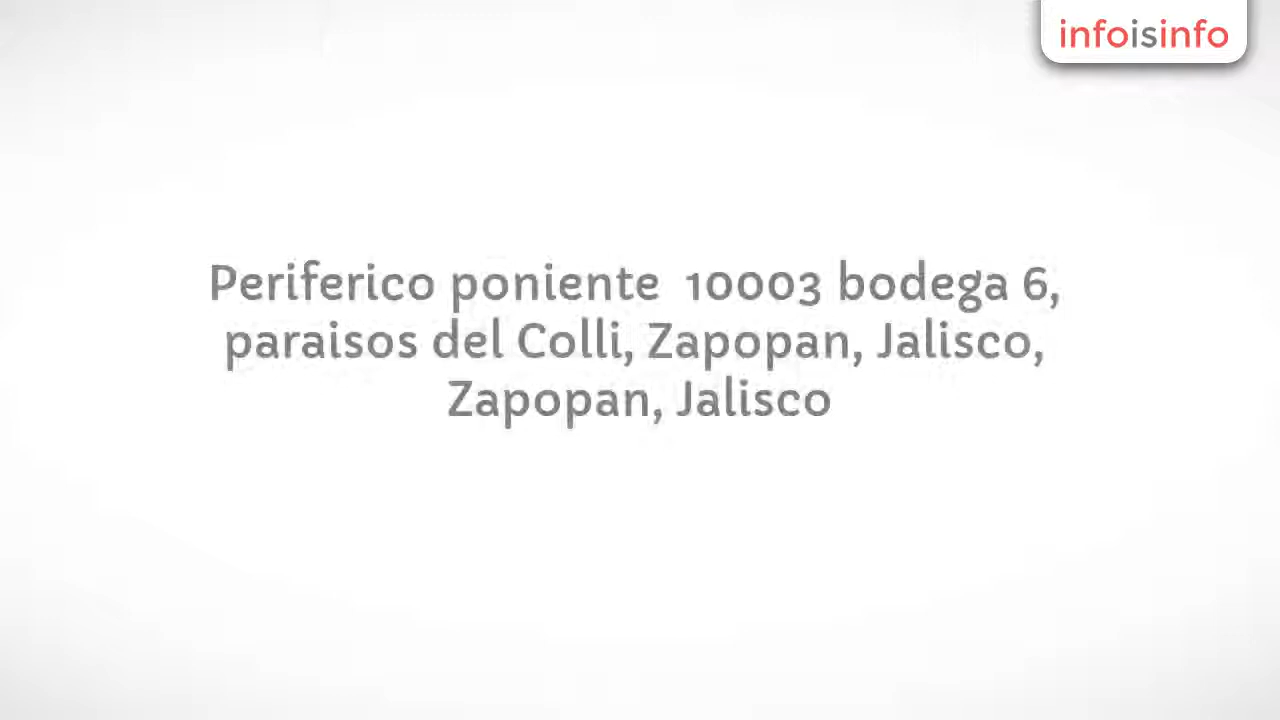 infoisinfo
Periferico poniente  10003 bodega 6,
paraisos del Colli, Zapopan, Jalisco,
Zapopan, Jalisco